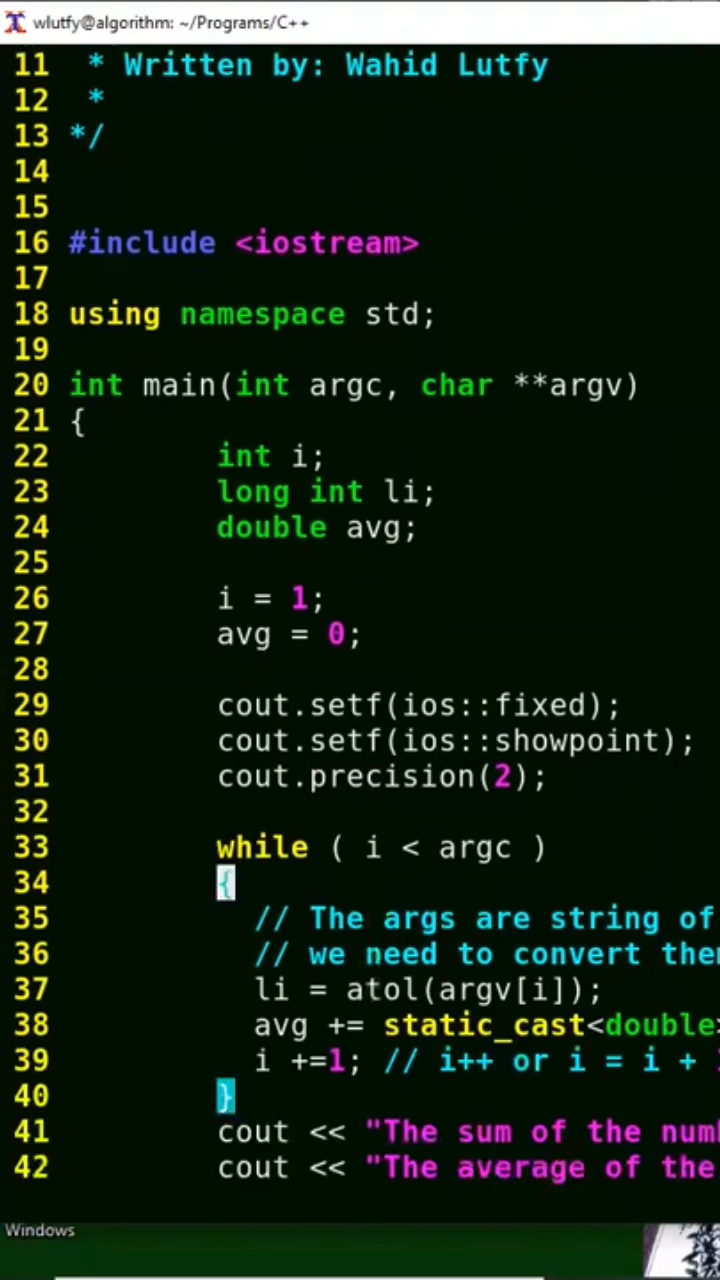 wlutfy@algorithm: ~/Programs/C++
11  * Written by: Wahid Lutfy
12  *
13 */
14
15
16 #include <iostream>
17
18 using namespace std;
19
20 int main(int argc, char **argv)
21 {
22         int i;
23         long int li;
24         double avg;
25
26         i = 1;
27         avg = 0;
28
29         cout.setf(ios::fixed);
30         cout.setf(ios::showpoint);
31         cout.precision(2);
32
33         while ( i < argc )
34         {
35           // The args are string of
36           // we need to convert
37           li = atol(argv[i]);
38           avg += static_cast<double>
39           i +=1; // i++ or i = i +
40         }
41         cout << "The sum of the
42         cout << "The average of the
Windows